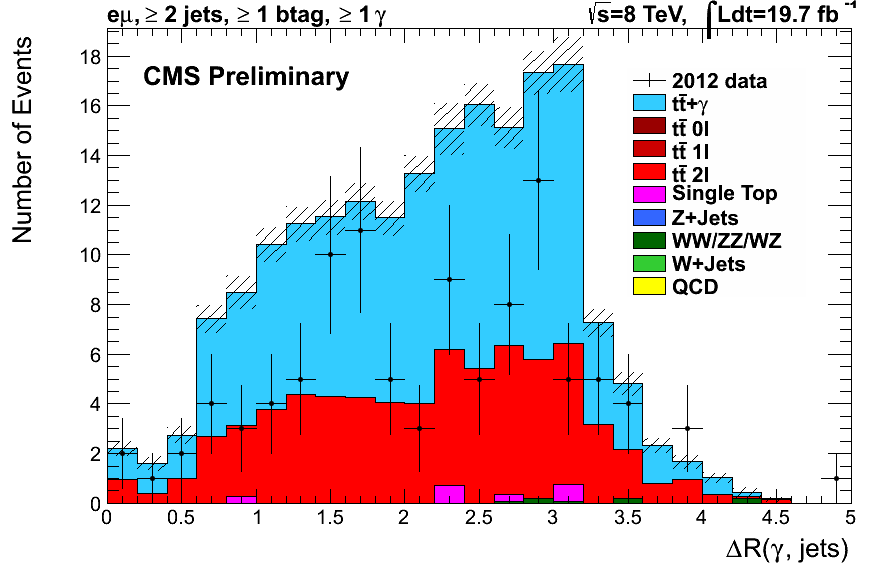 eμ, ≥ 2 jets, ≥ 1 btag, ≥ 1 γ
√s=8 TeV, ∫Ldt=19.7 fb⁻¹
CMS Preliminary
Number of Events
18
16
14
12
10
8
6
4
2
0
2012 data
tt̄+γ
tt̄ 0l
tt̄ 1l
tt̄ 2l
Single Top
Z+Jets
WW/ZZ/WZ
W+Jets
QCD
0 0.5 1 1.5 2 2.5 3 3.5 4 4.5 5
ΔR(γ, jets)